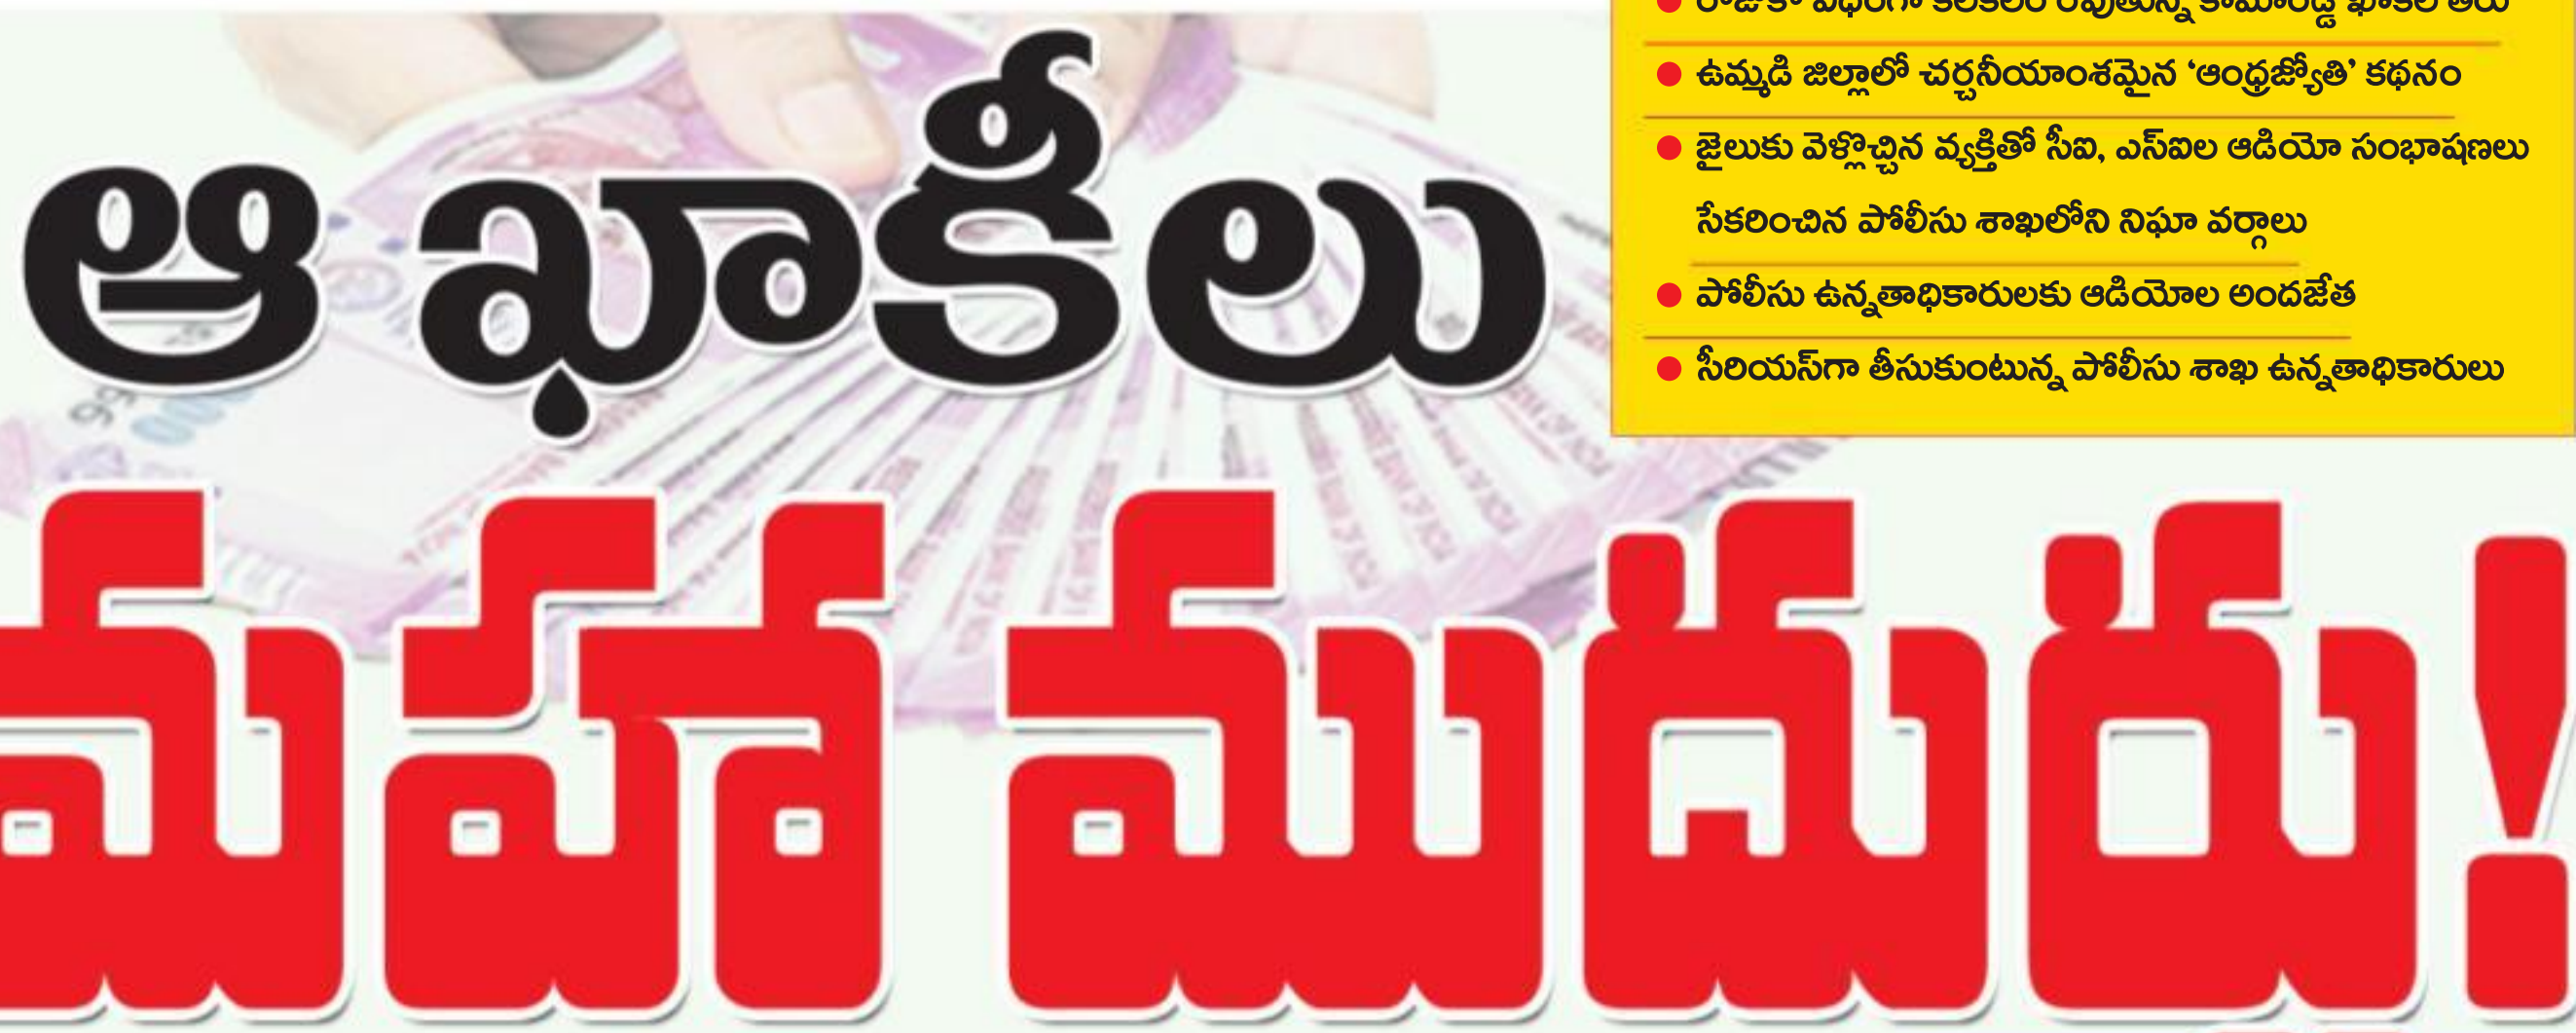 ఆ ఖాకీలు
మహా ముదుర్లు!
ఉమ్మడి జిల్లాలో చర్చనీయాంశమైన ‘ఆంధ్రజ్యోతి’ కథనం
జైలుకు వెళ్లొచ్చిన వ్యక్తితో సీఐ, ఎస్ఐల ఆడియో సంభాషణలు
సేకరించిన పోలీసు శాఖలోని నిఘా వర్గాలు
పోలీసు ఉన్నతాధికారులకు ఆడియోల అందజేత
సీరియస్‌గా తీసుకుంటున్న పోలీసు శాఖ ఉన్నతాధికారులు